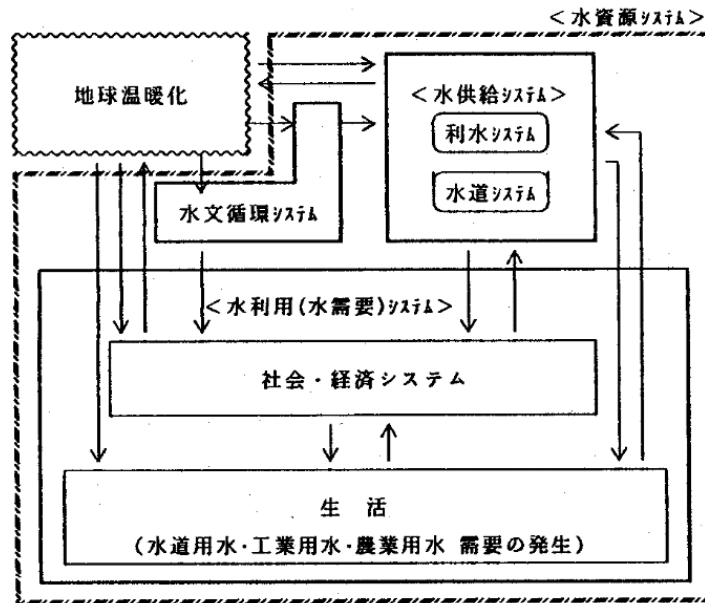 <水資源ｼｽﾃﾑ>
地球温暖化
<水供給ｼｽﾃﾑ>
利水ｼｽﾃﾑ
水道ｼｽﾃﾑ
水文循環ｼｽﾃﾑ
<水利用(水需要)ｼｽﾃﾑ>
社会・経済システム
生 活
(水道用水･工業用水･農業用水 需要の発生)